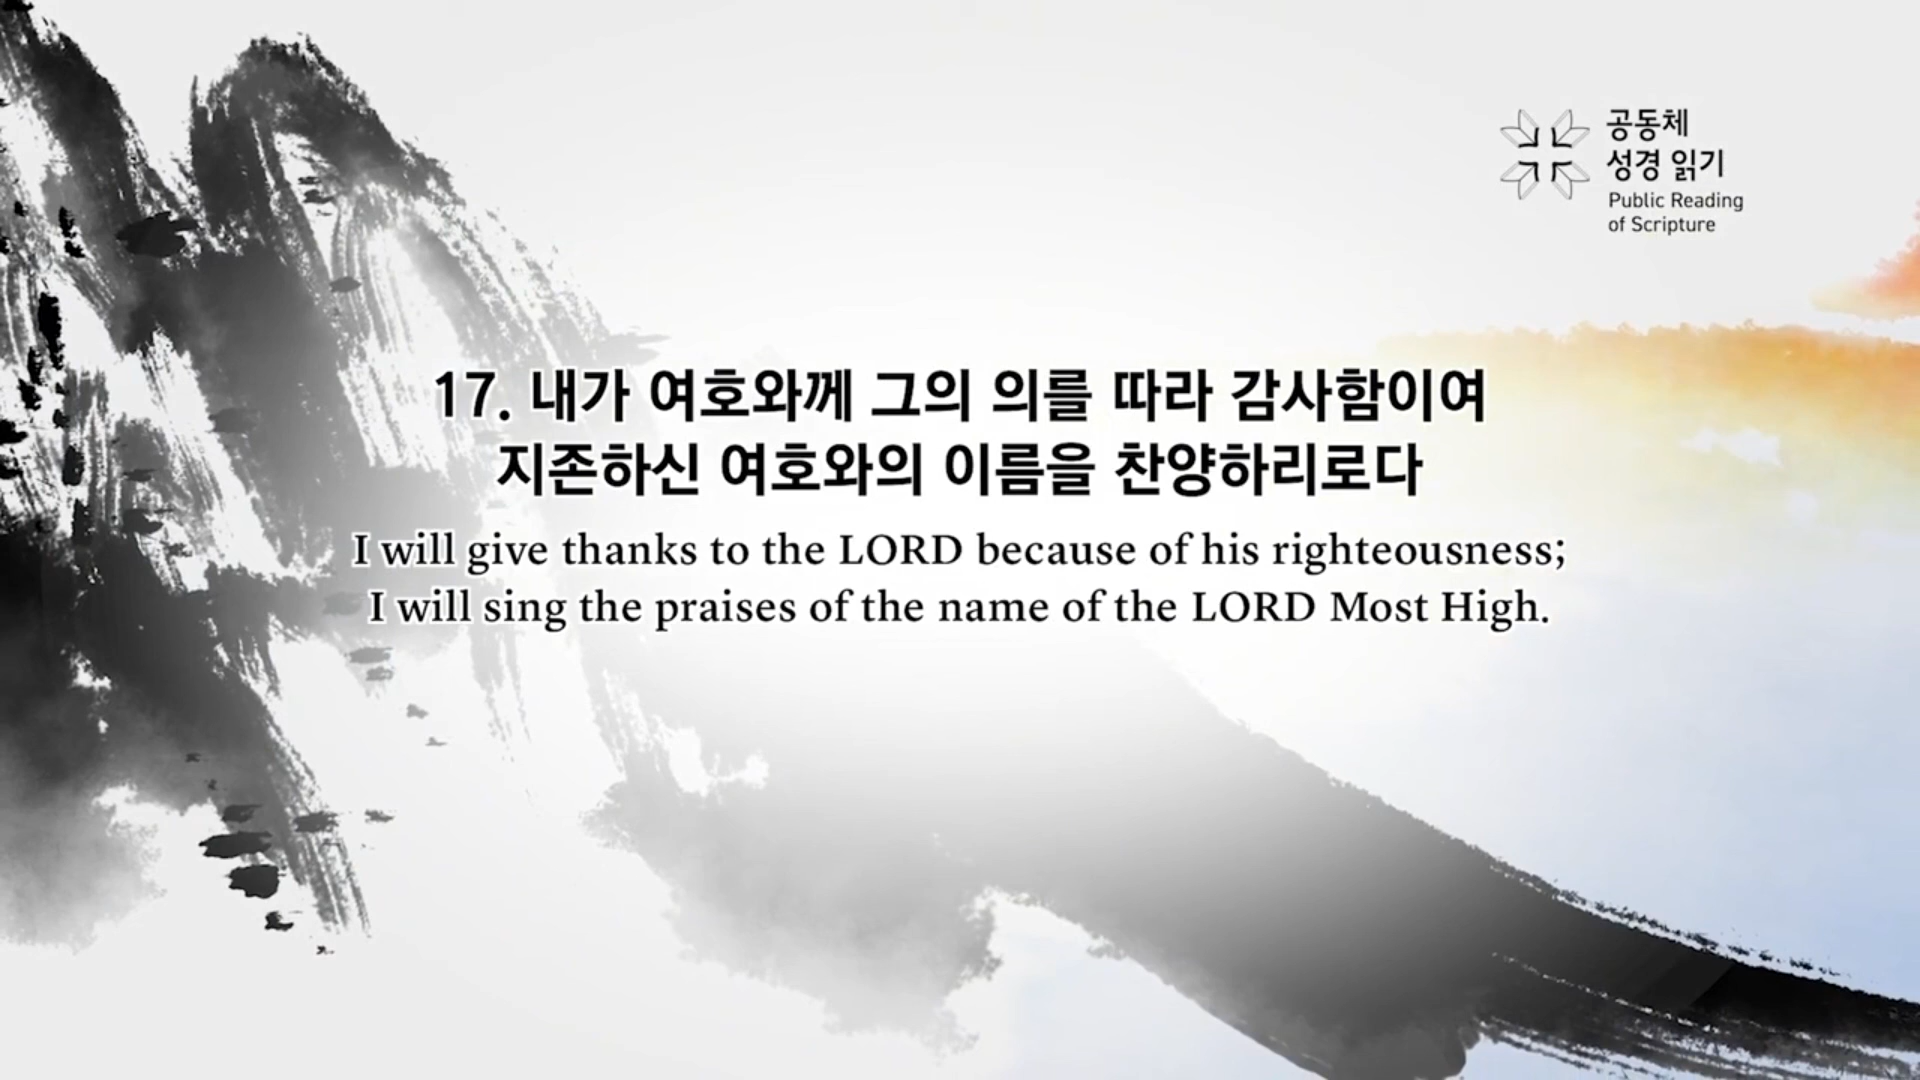 공동체
성경 읽기
Public Reading
of Scripture
17. 내가 여호와께 그의 의를 따라 감사함이여
지존하신 여호와의 이름을 찬양하리로다
I will give thanks to the LORD because of his righteousness;
I will sing the praises of the name of the LORD Most High.